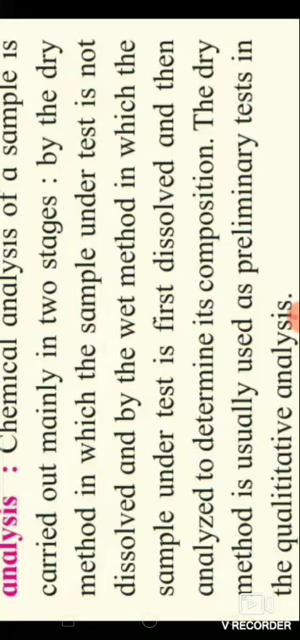 analysis : Chemical analysis of a sample is
carried out mainly in two stages : by the dry
method in which the sample under test is not
dissolved and by the wet method in which the
sample under test is first dissolved and then
analyzed to determine its composition. The dry
method is usually used as preliminary tests in
the qualititative analysis.
V RECORDER